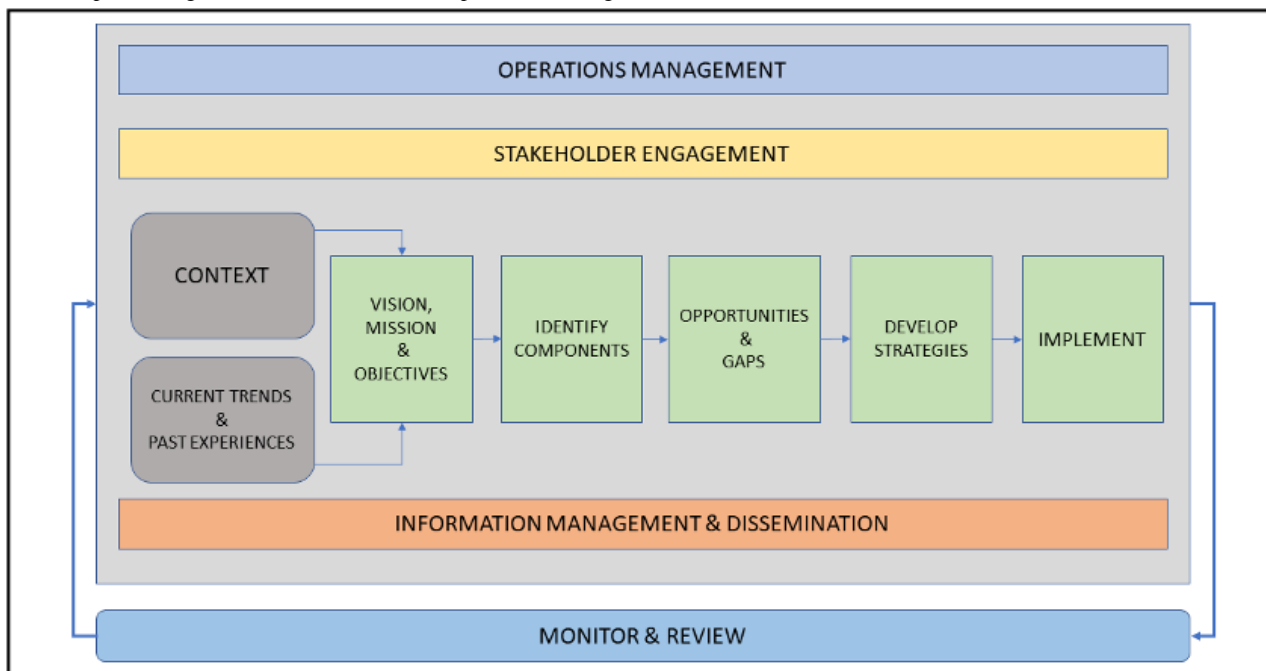 OPERATIONS MANAGEMENT
STAKEHOLDER ENGAGEMENT
CONTEXT
CURRENT TRENDS
&
PAST EXPERIENCES
VISION,
MISSION
&
OBJECTIVES
IDENTIFY
COMPONENTS
OPPORTUNITIES
&
GAPS
DEVELOP
STRATEGIES
IMPLEMENT
INFORMATION MANAGEMENT & DISSEMINATION
MONITOR & REVIEW